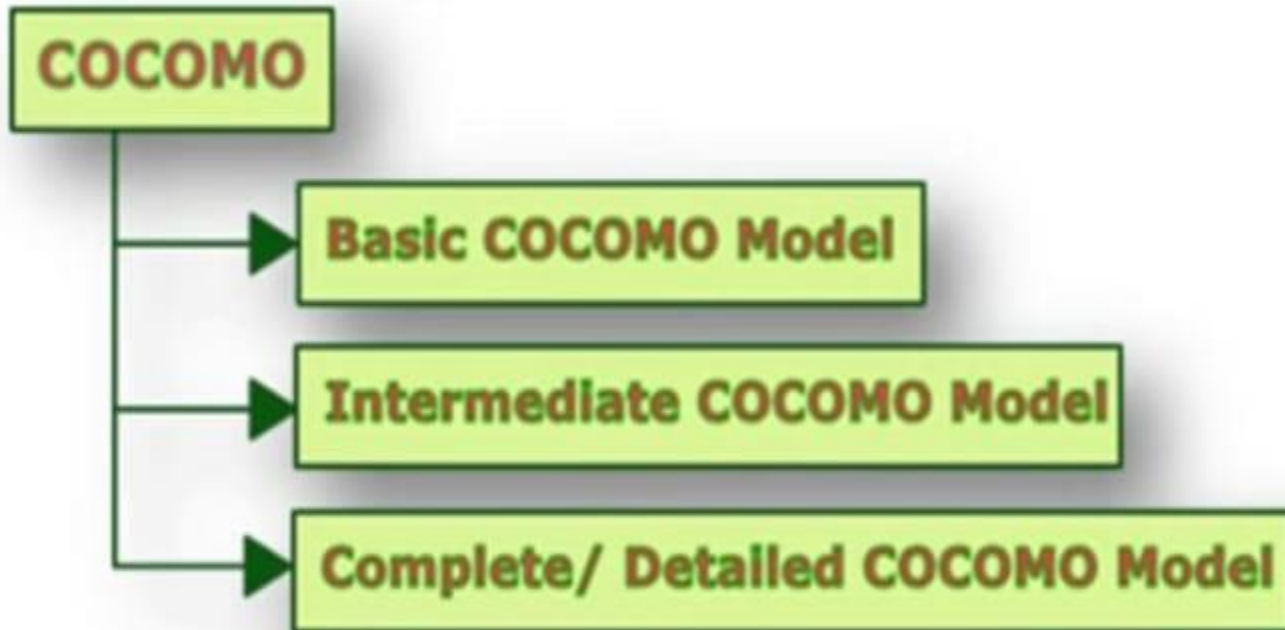 COCOMO
Basic COCOMO Model
Intermediate COCOMO Model
Complete/ Detailed COCOMO Model